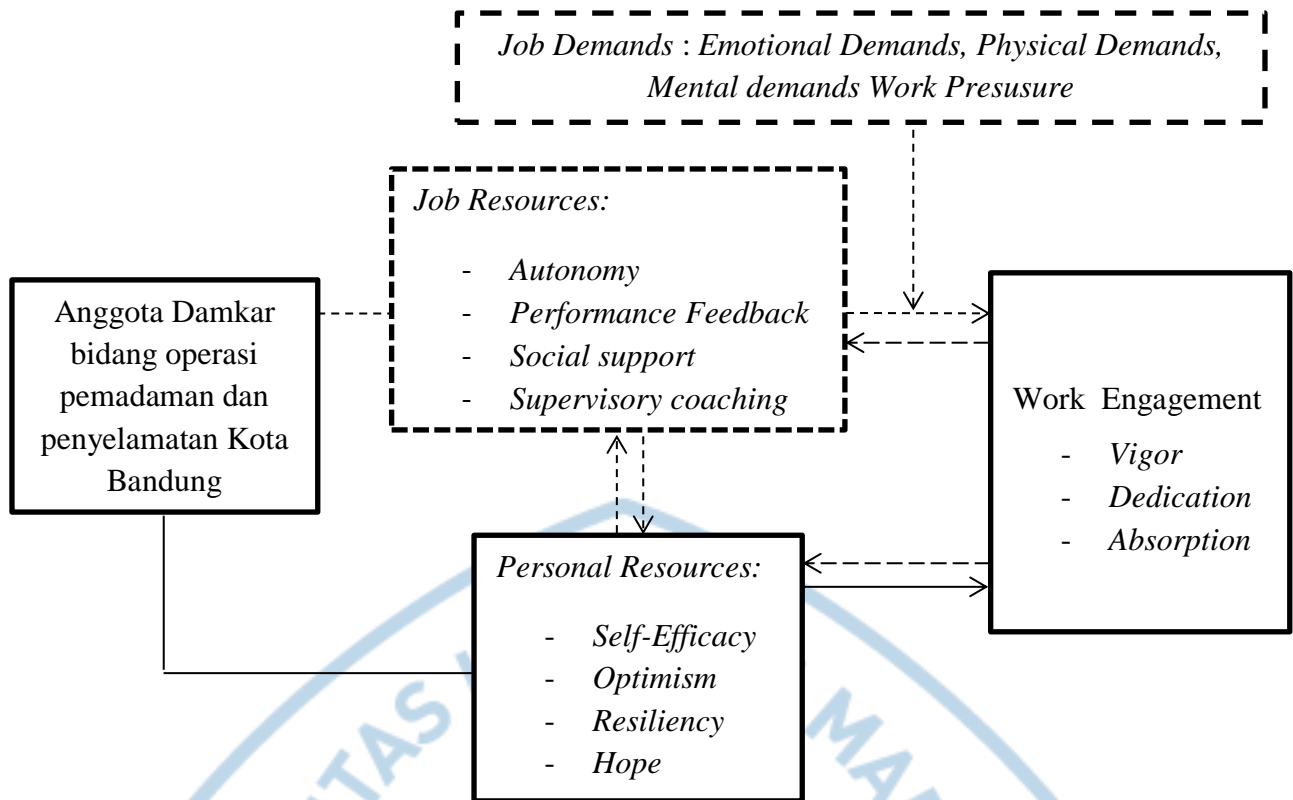 Job Demands : Emotional Demands, Physical Demands,
Mental demands Work Presusure
Job Resources:
- Autonomy
- Performance Feedback
- Social support
- Supervisory coaching
Anggota Damkar
bidang operasi
pemadaman dan
penyelamatan Kota
Bandung
Work Engagement
- Vigor
- Dedication
- Absorption
Personal Resources:
- Self-Efficacy
- Optimism
- Resiliency
- Hope